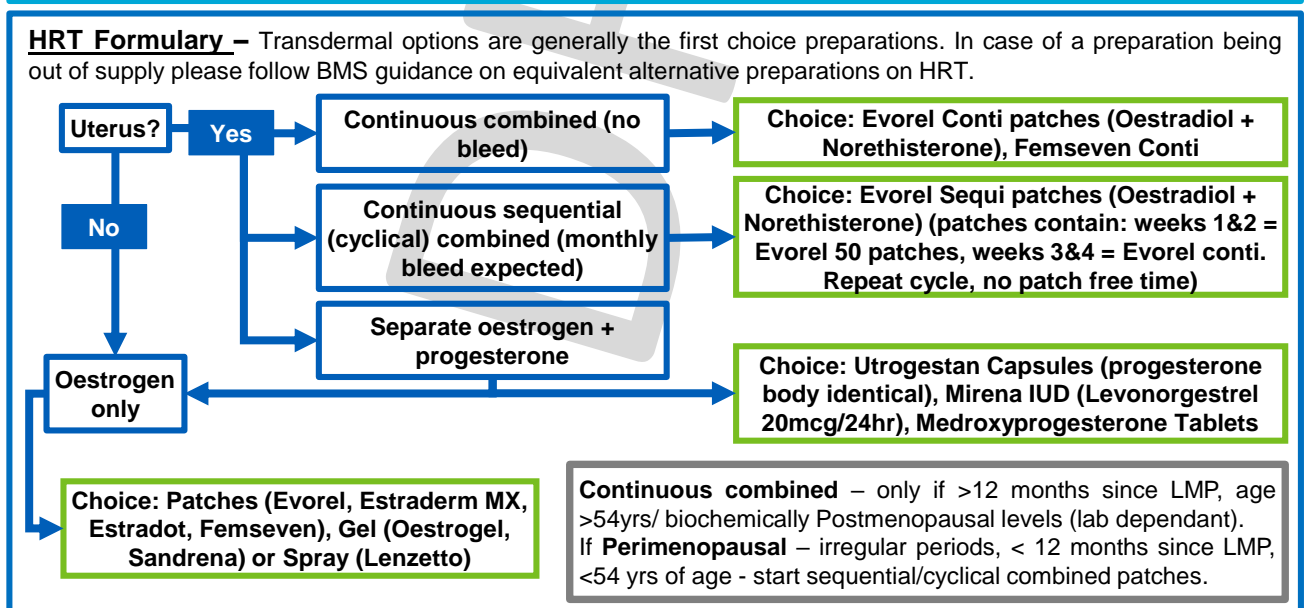 HRT Formulary – Transdermal options are generally the first choice preparations. In case of a preparation being
out of supply please follow BMS guidance on equivalent alternative preparations on HRT.
Uterus?
Yes
Continuous combined (no
bleed)
Choice: Evorel Conti patches (Oestradiol +
Norethisterone), Femseven Conti
No
Continuous sequential
(cyclical) combined (monthly
bleed expected)
Choice: Evorel Sequi patches (Oestradiol +
Norethisterone) (patches contain: weeks 1&2 =
Evorel 50 patches, weeks 3&4 = Evorel conti.
Repeat cycle, no patch free time)
Separate oestrogen +
progesterone
Oestrogen
only
Choice: Utrogestan Capsules (progesterone
body identical), Mirena IUD (Levonorgestrel
20mcg/24hr), Medroxyprogesterone Tablets
Choice: Patches (Evorel, Estraderm MX,
Estradot, Femseven), Gel (Oestrogel,
Sandrena) or Spray (Lenzetto)
Continuous combined – only if >12 months since LMP, age
>54yrs/ biochemically Postmenopausal levels (lab dependant).
If Perimenopausal – irregular periods, < 12 months since LMP,
<54 yrs of age - start sequential/cyclical combined patches.